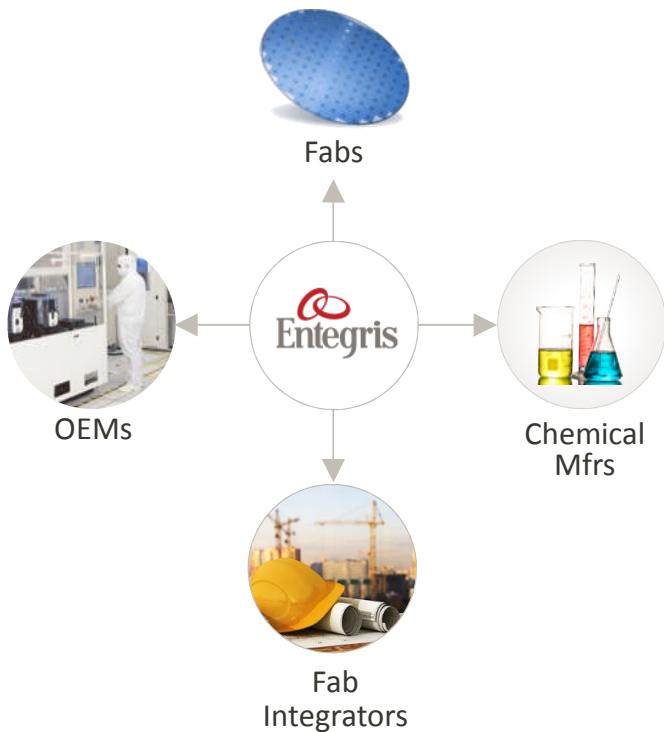 Fabs
Entegris
OEMs
Chemical
Mfrs
Fab
Integrators